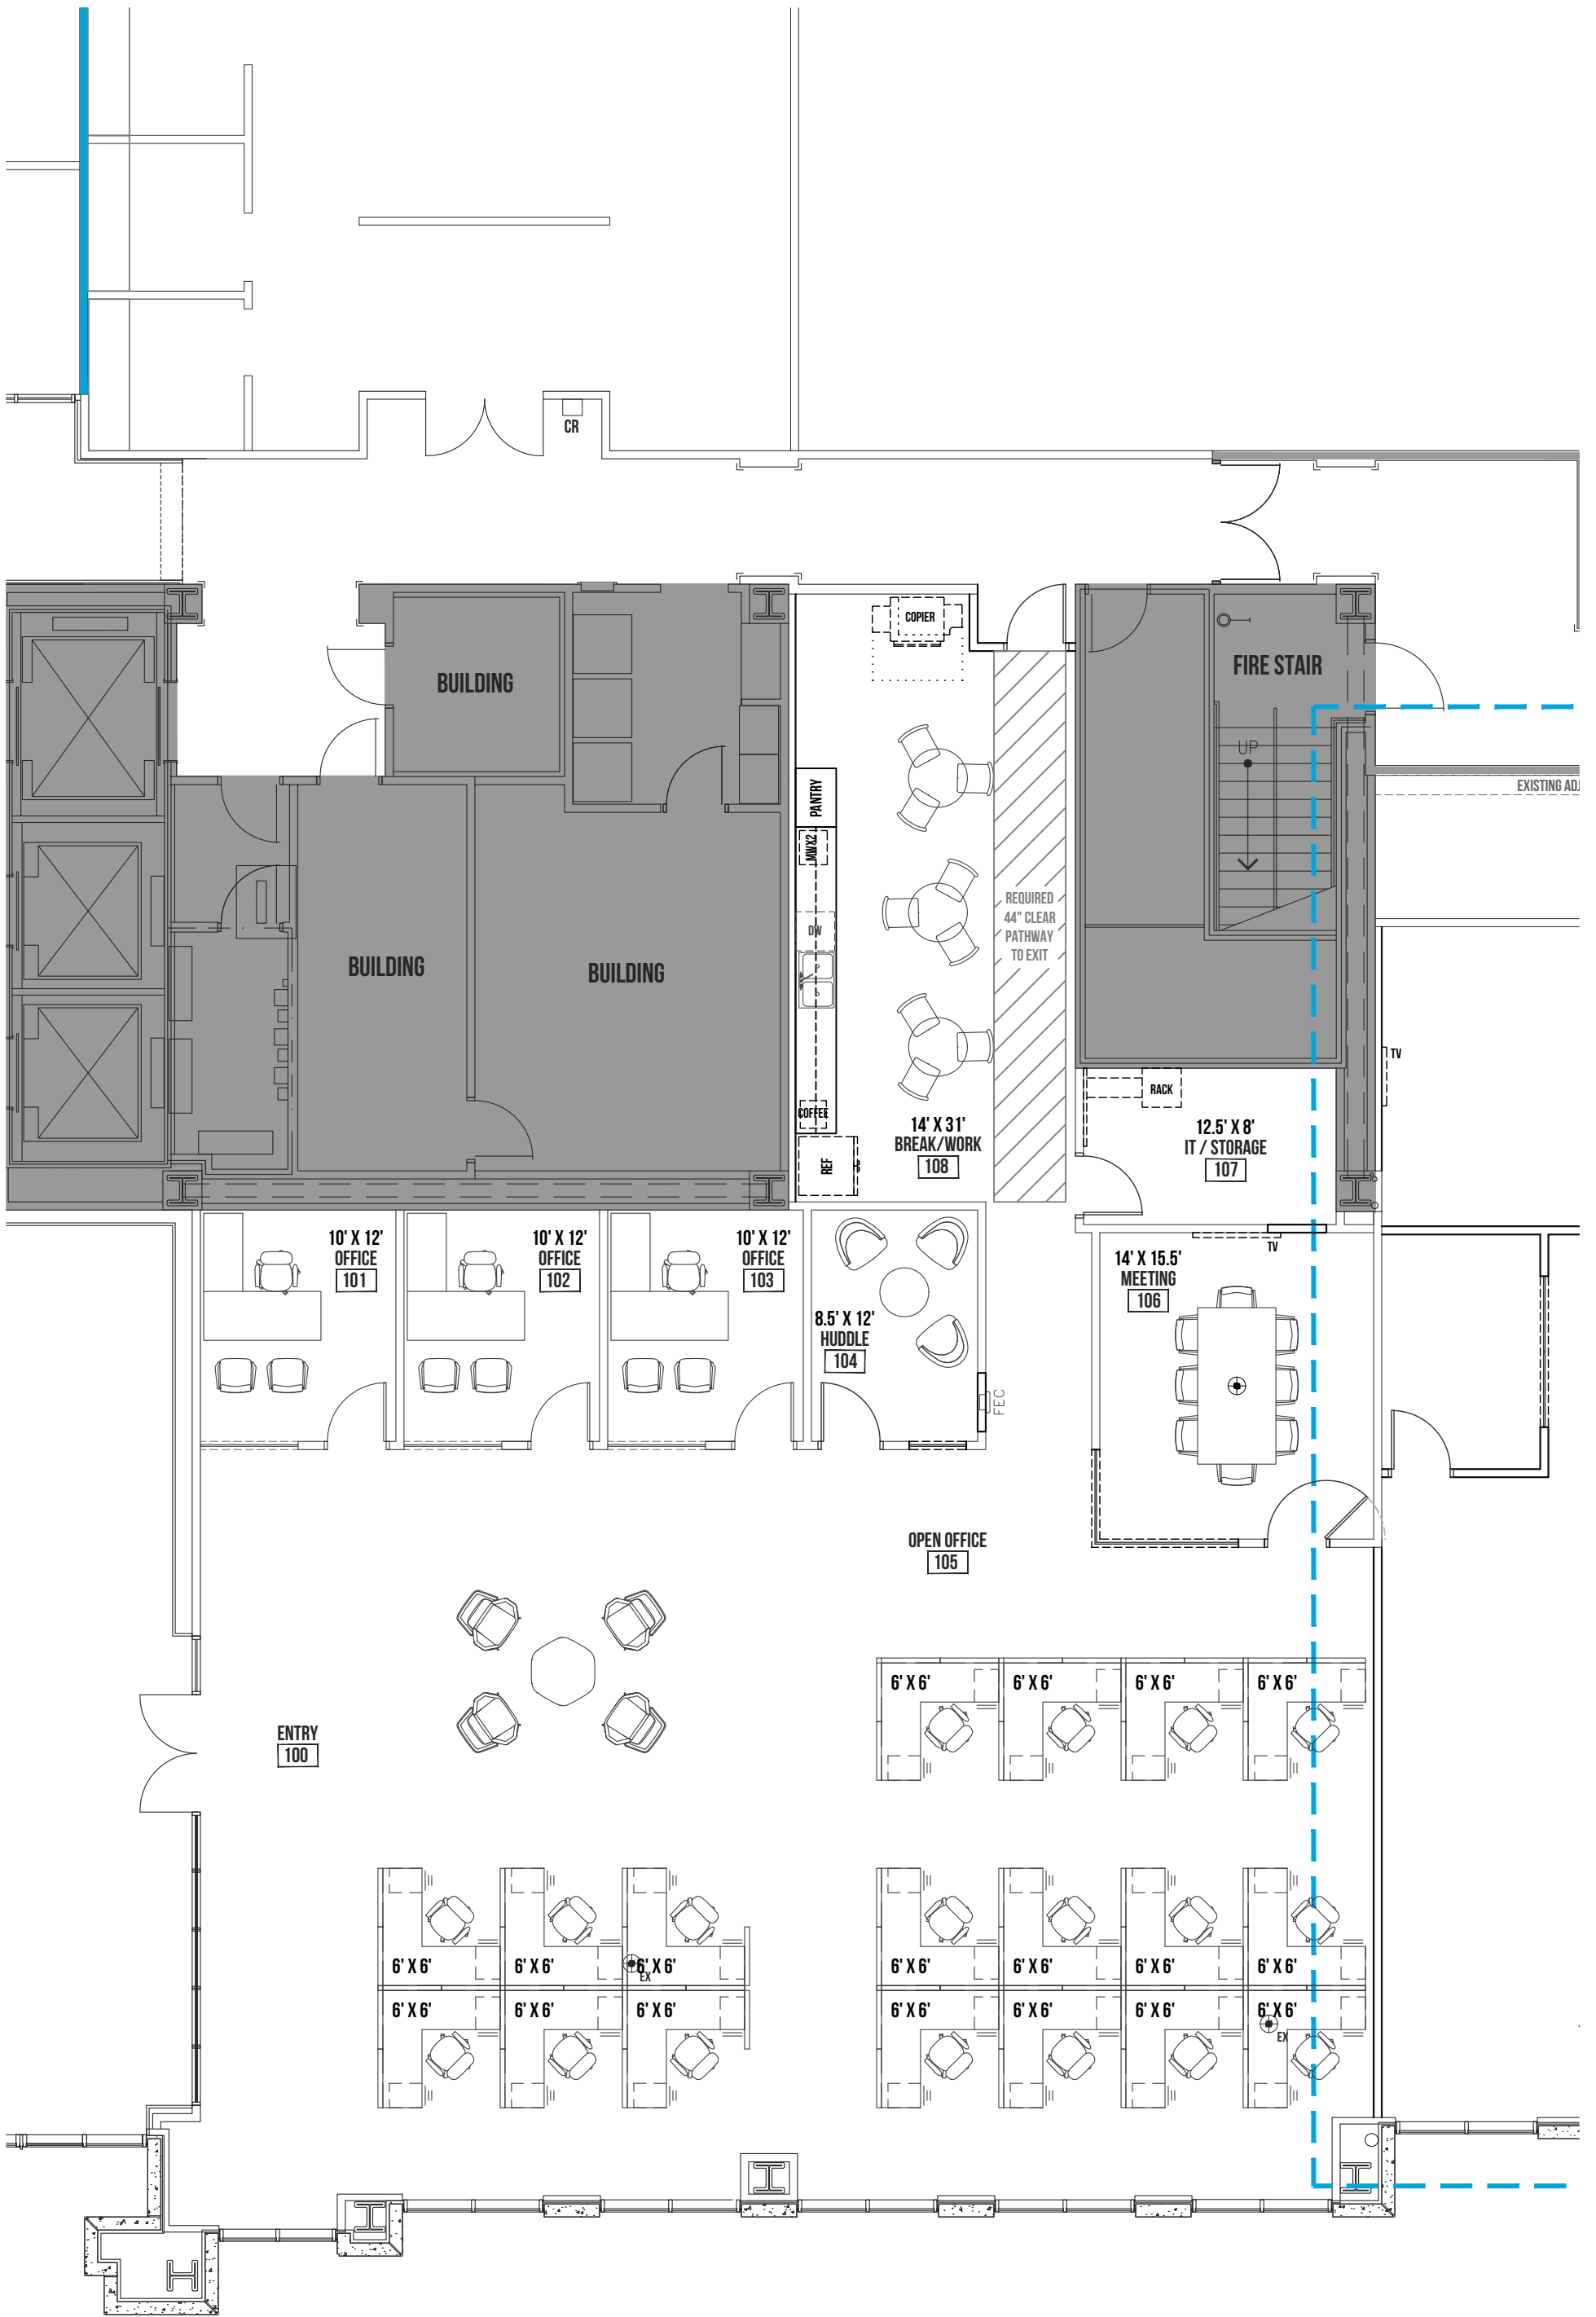 CR
COPIER
BUILDING
FIRE STAIR
UP
PANTRY
EXISTING ADJ
MWX2
REQUIRED
44" CLEAR
PATHWAY
TO EXIT
DW
BUILDING
BUILDING
TV
RACK
COFFEE
14' X 31'
BREAK/WORK
108
12.5' X 8'
IT / STORAGE
107
REF
10' X 12'
OFFICE
101
10' X 12'
OFFICE
102
10' X 12'
OFFICE
103
TV
14' X 15.5'
MEETING
106
8.5' X 12'
HUDDLE
104
FEC
OPEN OFFICE
105
6' X 6'
6' X 6'
6' X 6'
6' X 6'
ENTRY
100
6' X 6'
6' X 6'
6' X 6'
EX
6' X 6'
6' X 6'
6' X 6'
6' X 6'
6' X 6'
6' X 6'
6' X 6'
6' X 6'
6' X 6'
6' X 6'
6' X 6'
EX